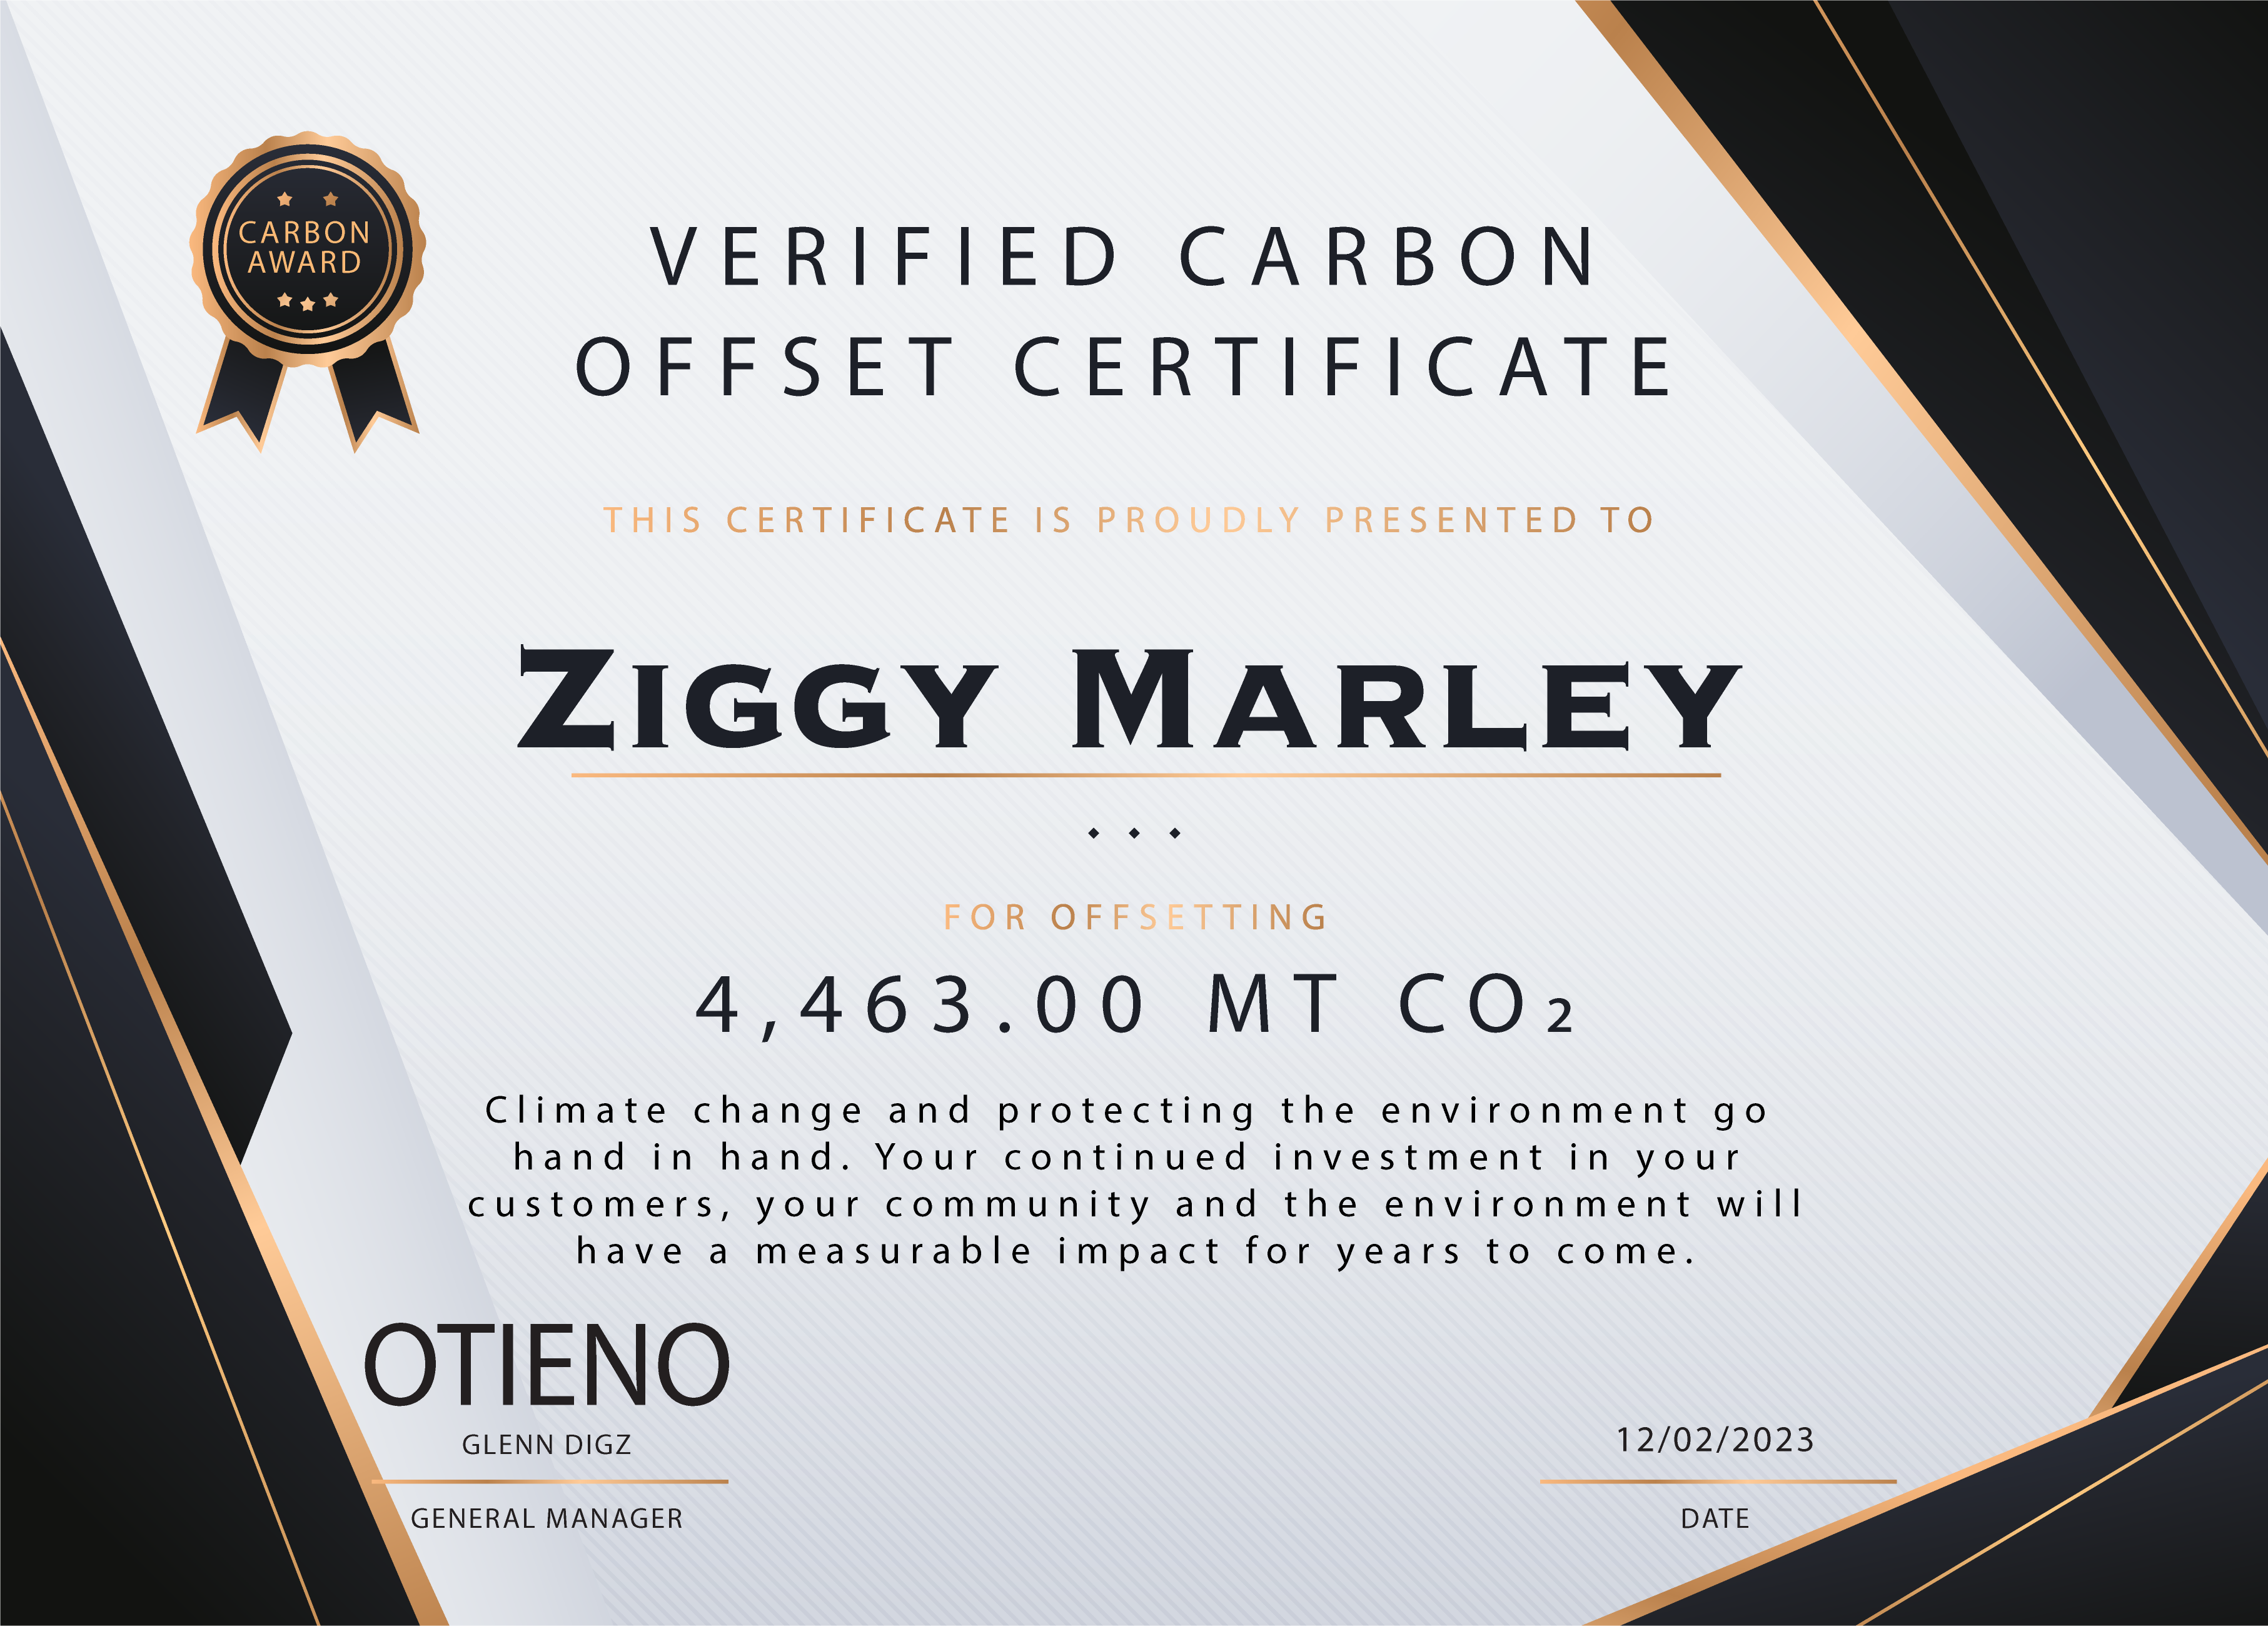 CARBON
AWARD
VERIFIED CARBON
OFFSET CERTIFICATE
THIS CERTIFICATE IS PROUDLY PRESENTED TO
ZIGGY MARLEY
FOR OFFSETTING
4,463.00 MT CO₂
Climate change and protecting the environment go
hand in hand. Your continued investment in your
customers, your community and the environment will
have a measurable impact for years to come.
OTIENO
GLENN DIGZ
GENERAL MANAGER
12/02/2023
DATE